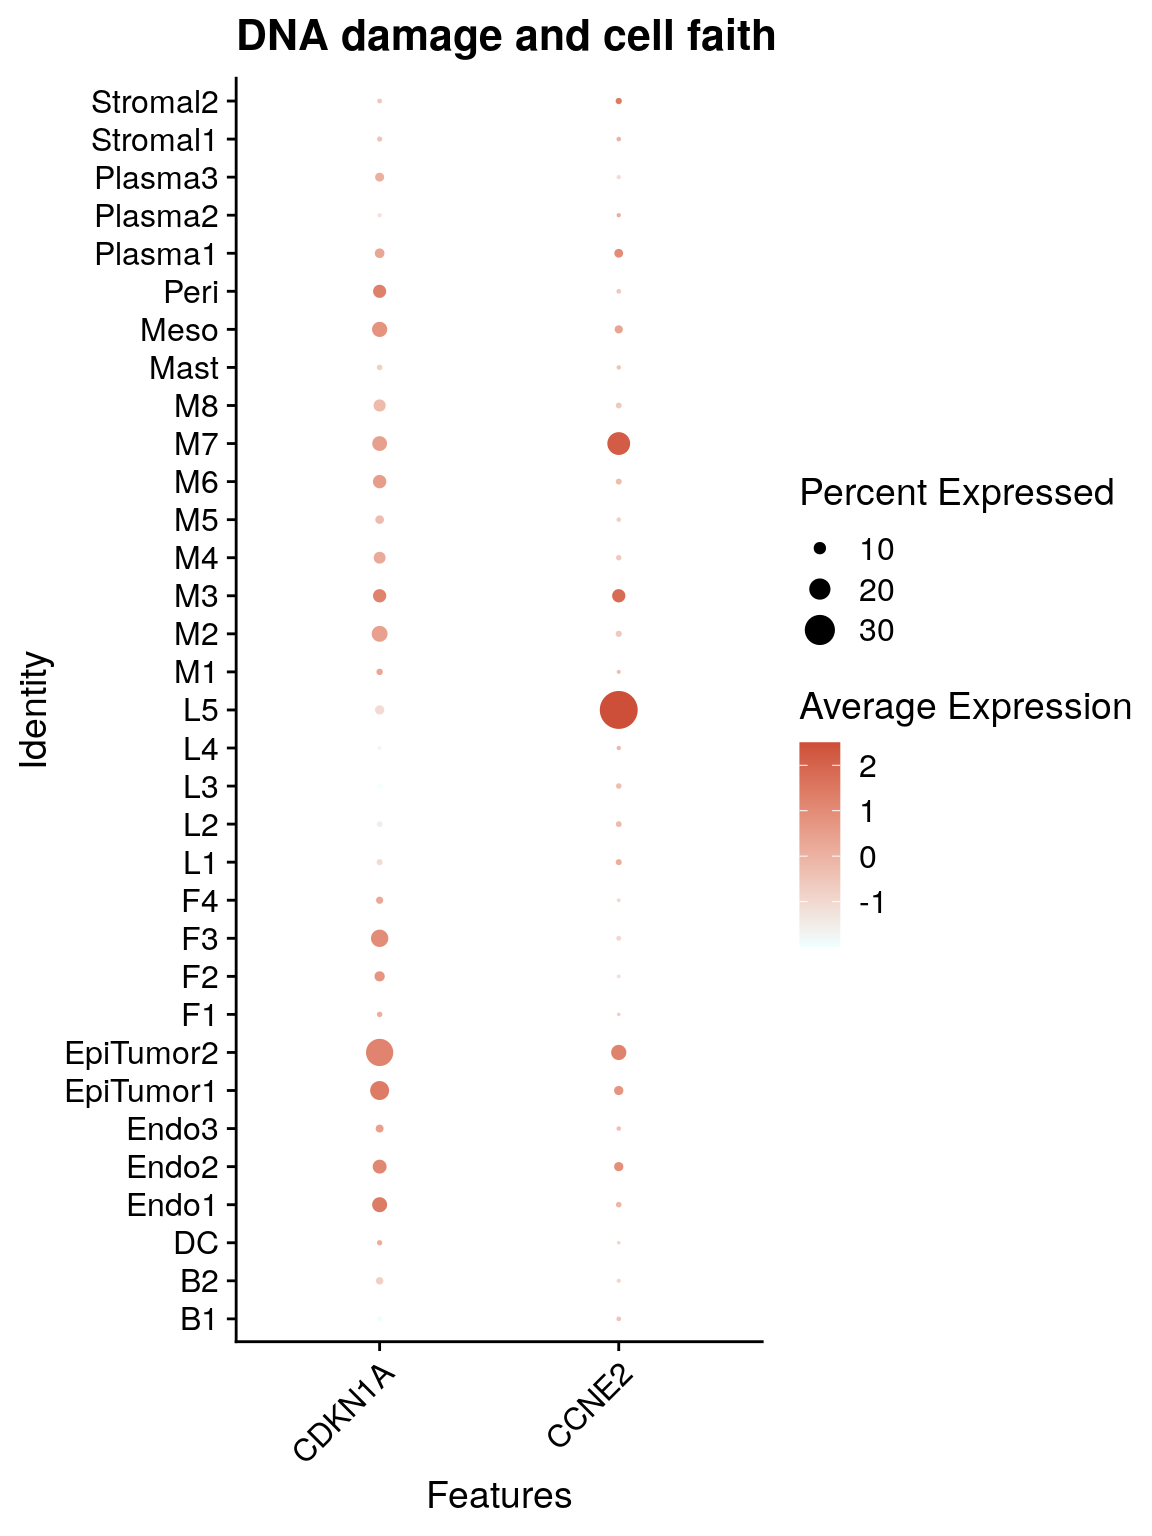 DNA damage and cell faith
Stromal2
Stromal1
Plasma3
Plasma2
Plasma1
Peri
Meso
Mast
M8
M7
M6
M5
M4
M3
M2
M1
L5
L4
L3
L2
L1
F4
F3
F2
F1
EpiTumor2
EpiTumor1
Endo3
Endo2
Endo1
DC
B2
B1
Identity
CDKN1A
CCNE2
Features
Percent Expressed
10
20
30
Average Expression
2
1
0
-1